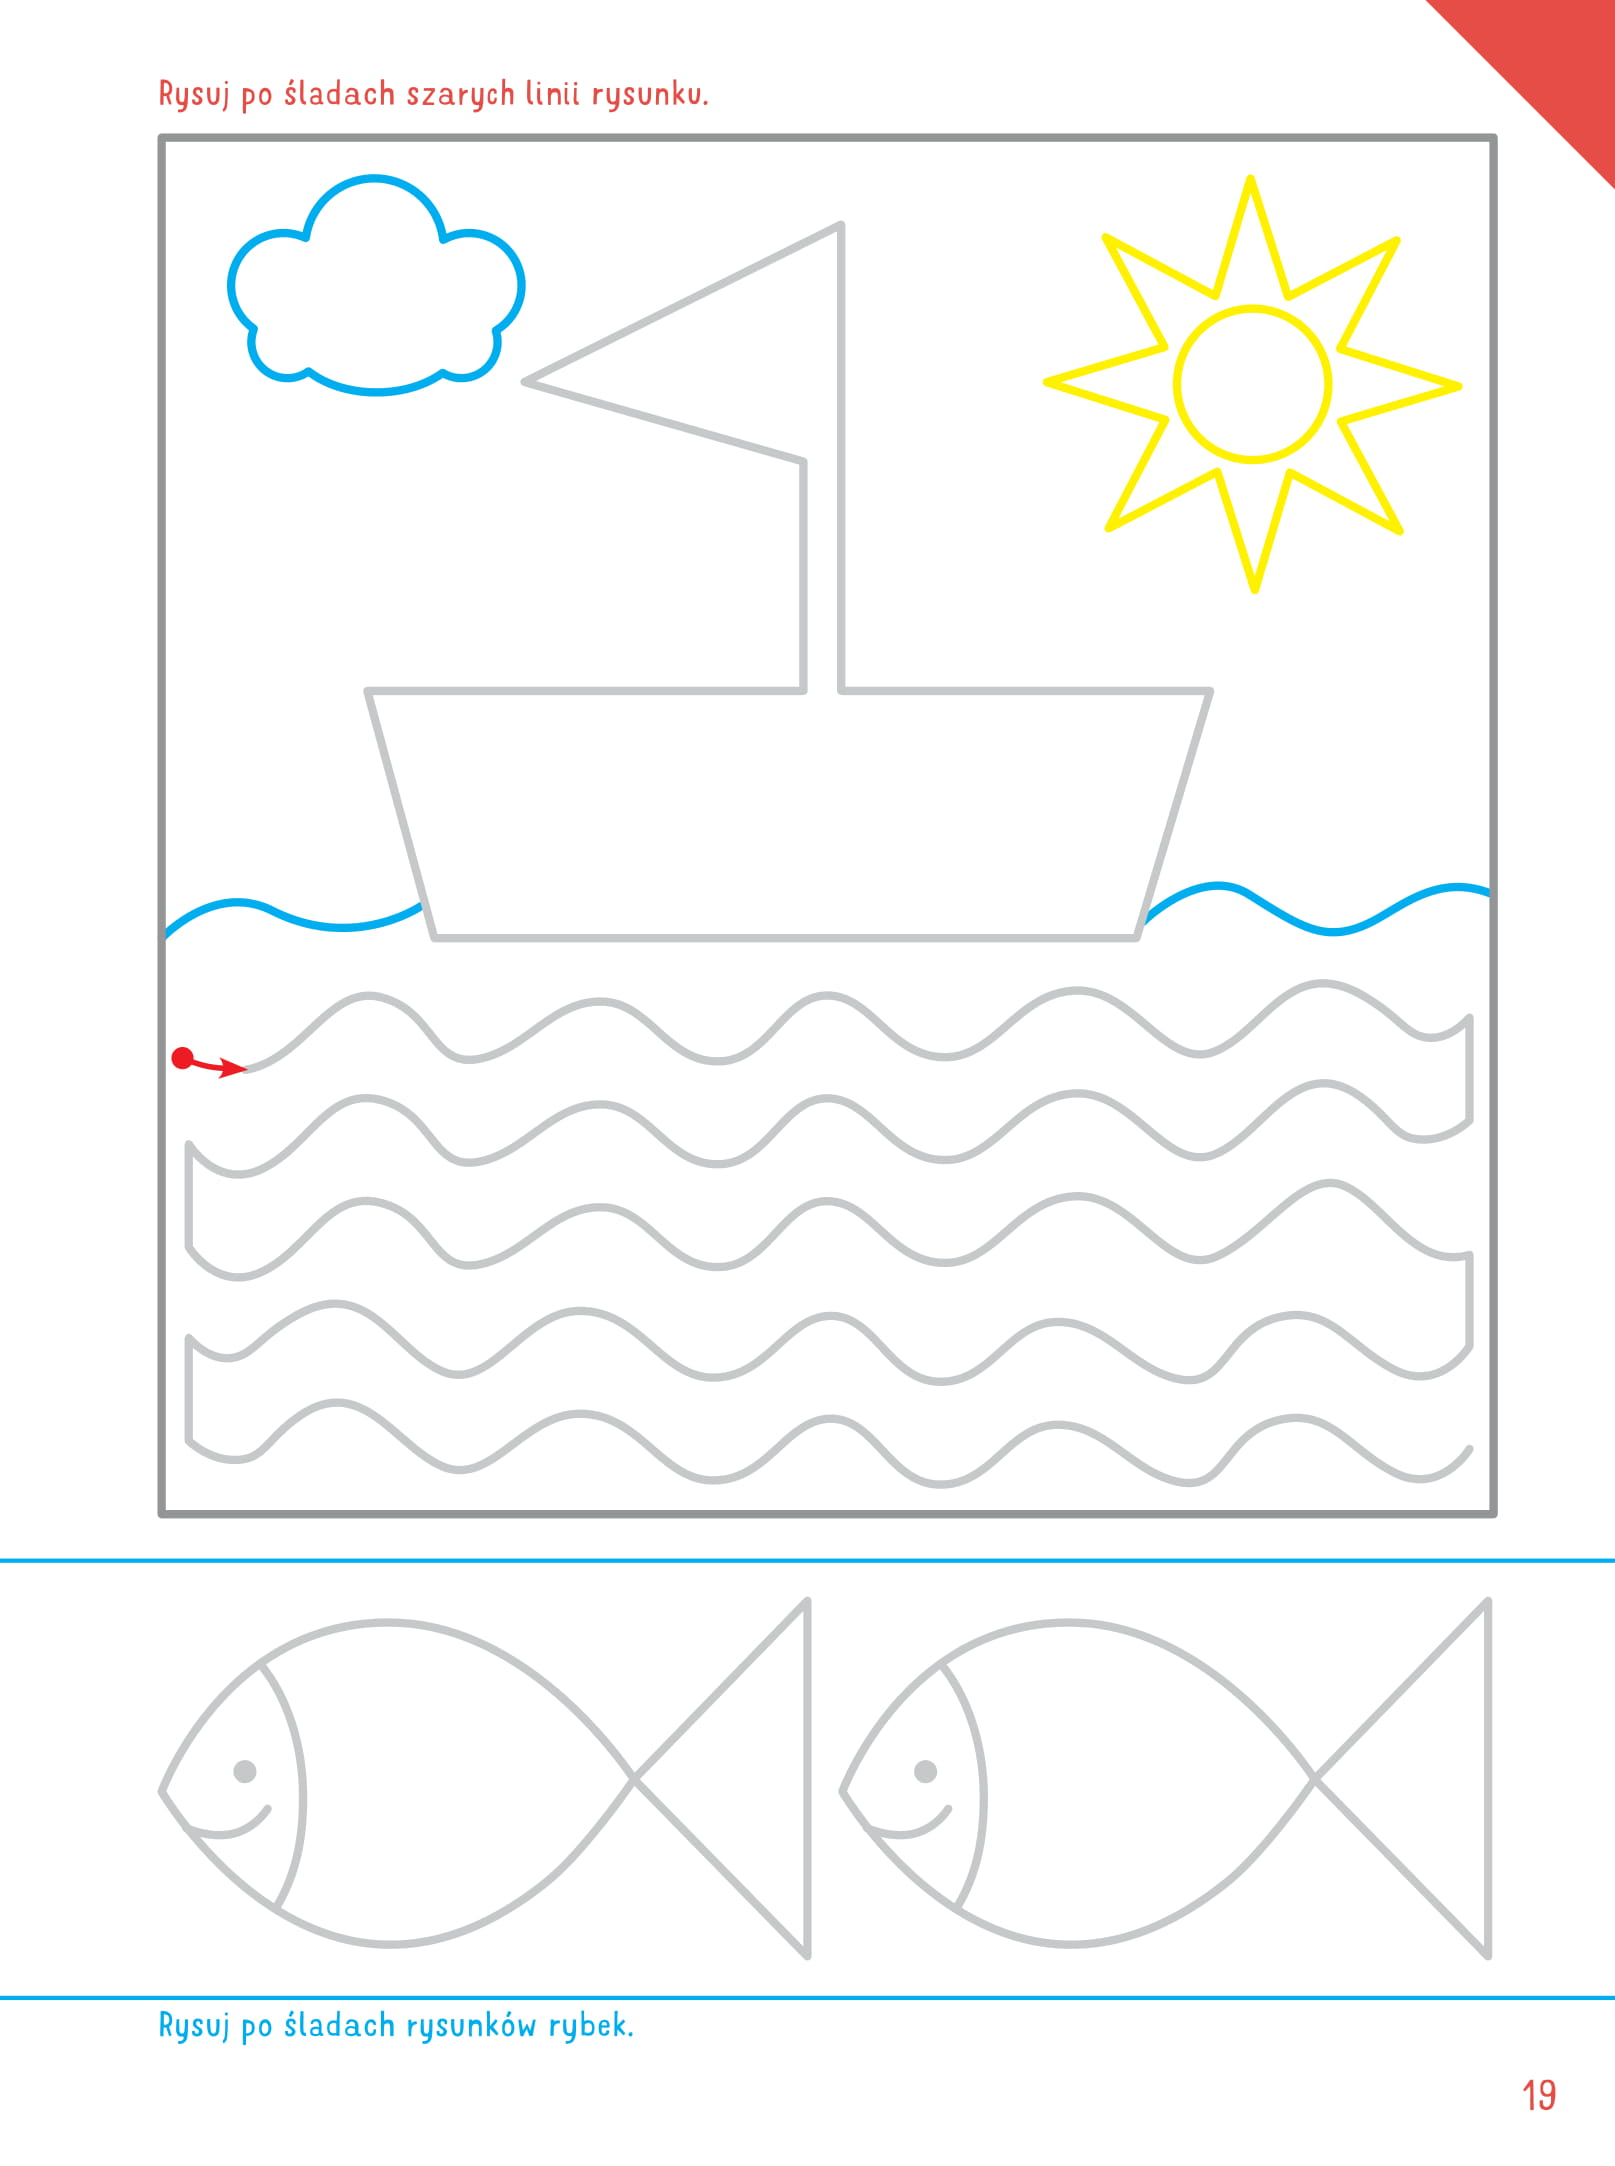 Rysuj po śladach szarych linii rysunku.
Rysuj po śladach rysunków rybek.
19